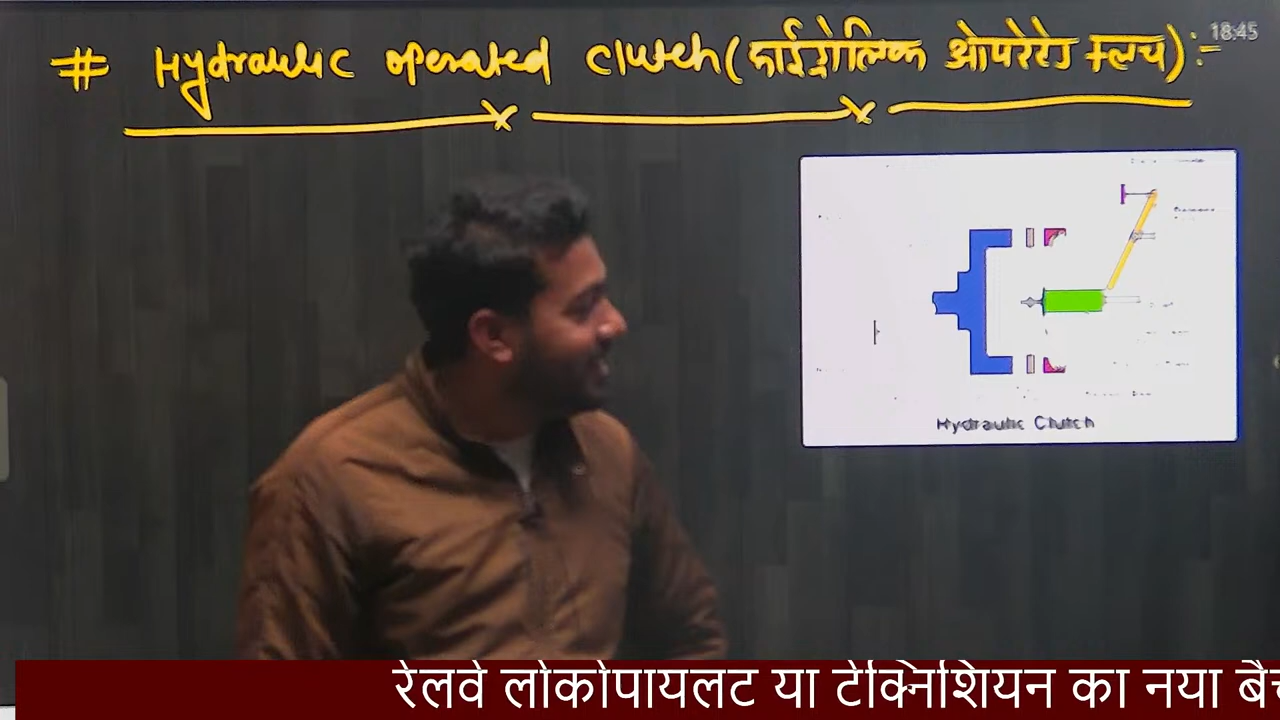 # Hydraulic operated clutch (हाईड्रोलिक ओपरेटेड क्लच) :-
18:45
Hydraulic Clutch
रेलवे लोकोपायलट या टेक्निशियन का नया बैच